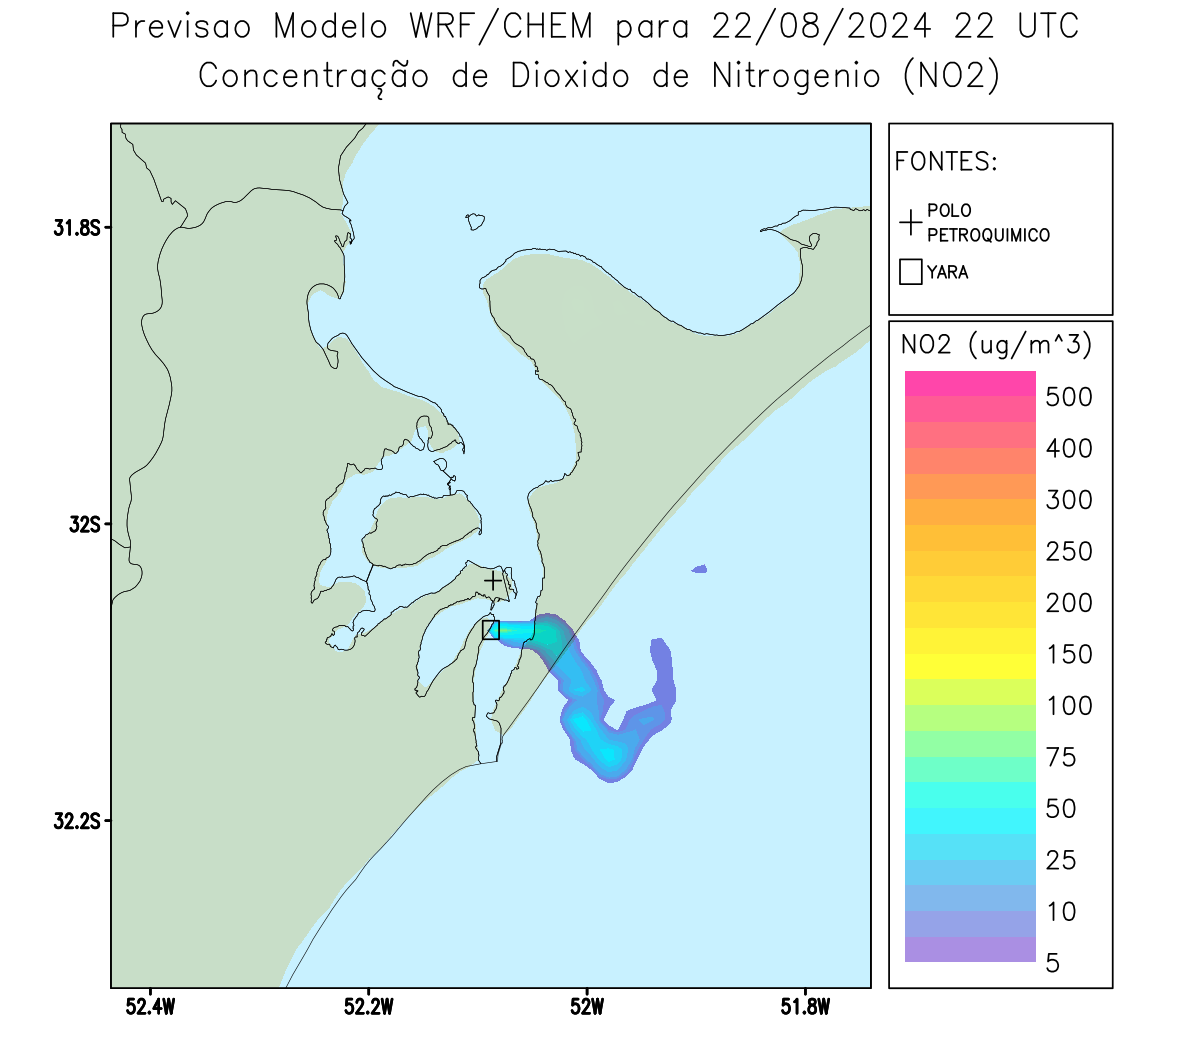 Previsao Modelo WRF/CHEM para 22/08/2024 22 UTC
Concentração de Dioxido de Nitrogenio (NO2)
FONTES:
POLO
PETROQUIMICO
YARA
NO2 (ug/m^3)
500
400
300
250
200
150
100
75
50
25
10
5
31.8S
32S
32.2S
52.4W
52.2W
52W
51.8W